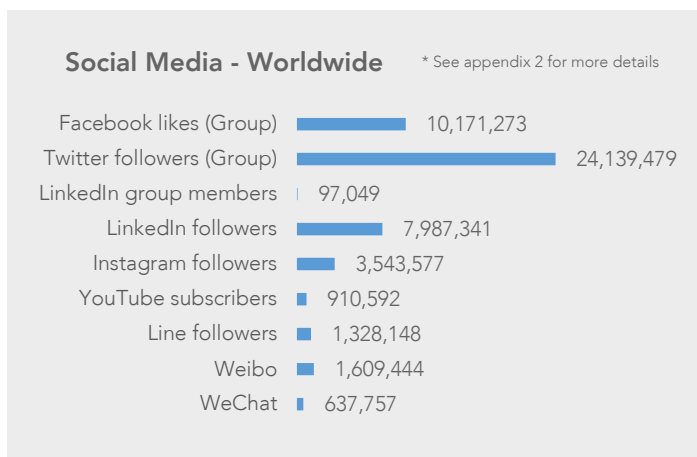 Social Media - Worldwide * See appendix 2 for more details
Facebook likes (Group) 10,171,273
Twitter followers (Group) 24,139,479
LinkedIn group members 97,049
LinkedIn followers 7,987,341
Instagram followers 3,543,577
YouTube subscribers 910,592
Line followers 1,328,148
Weibo 1,609,444
WeChat 637,757